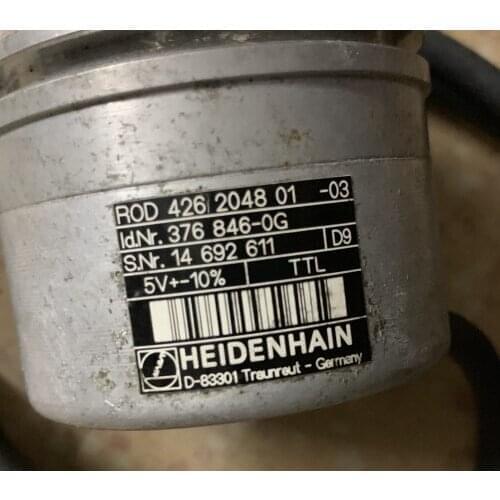 ROD 426 2048 01 -03
Id.Nr. 376 846-0G
S.Nr. 14 692 611 D9
5V+-10% TTL
HEIDENHAIN
D-83301 Traunreut - Germany